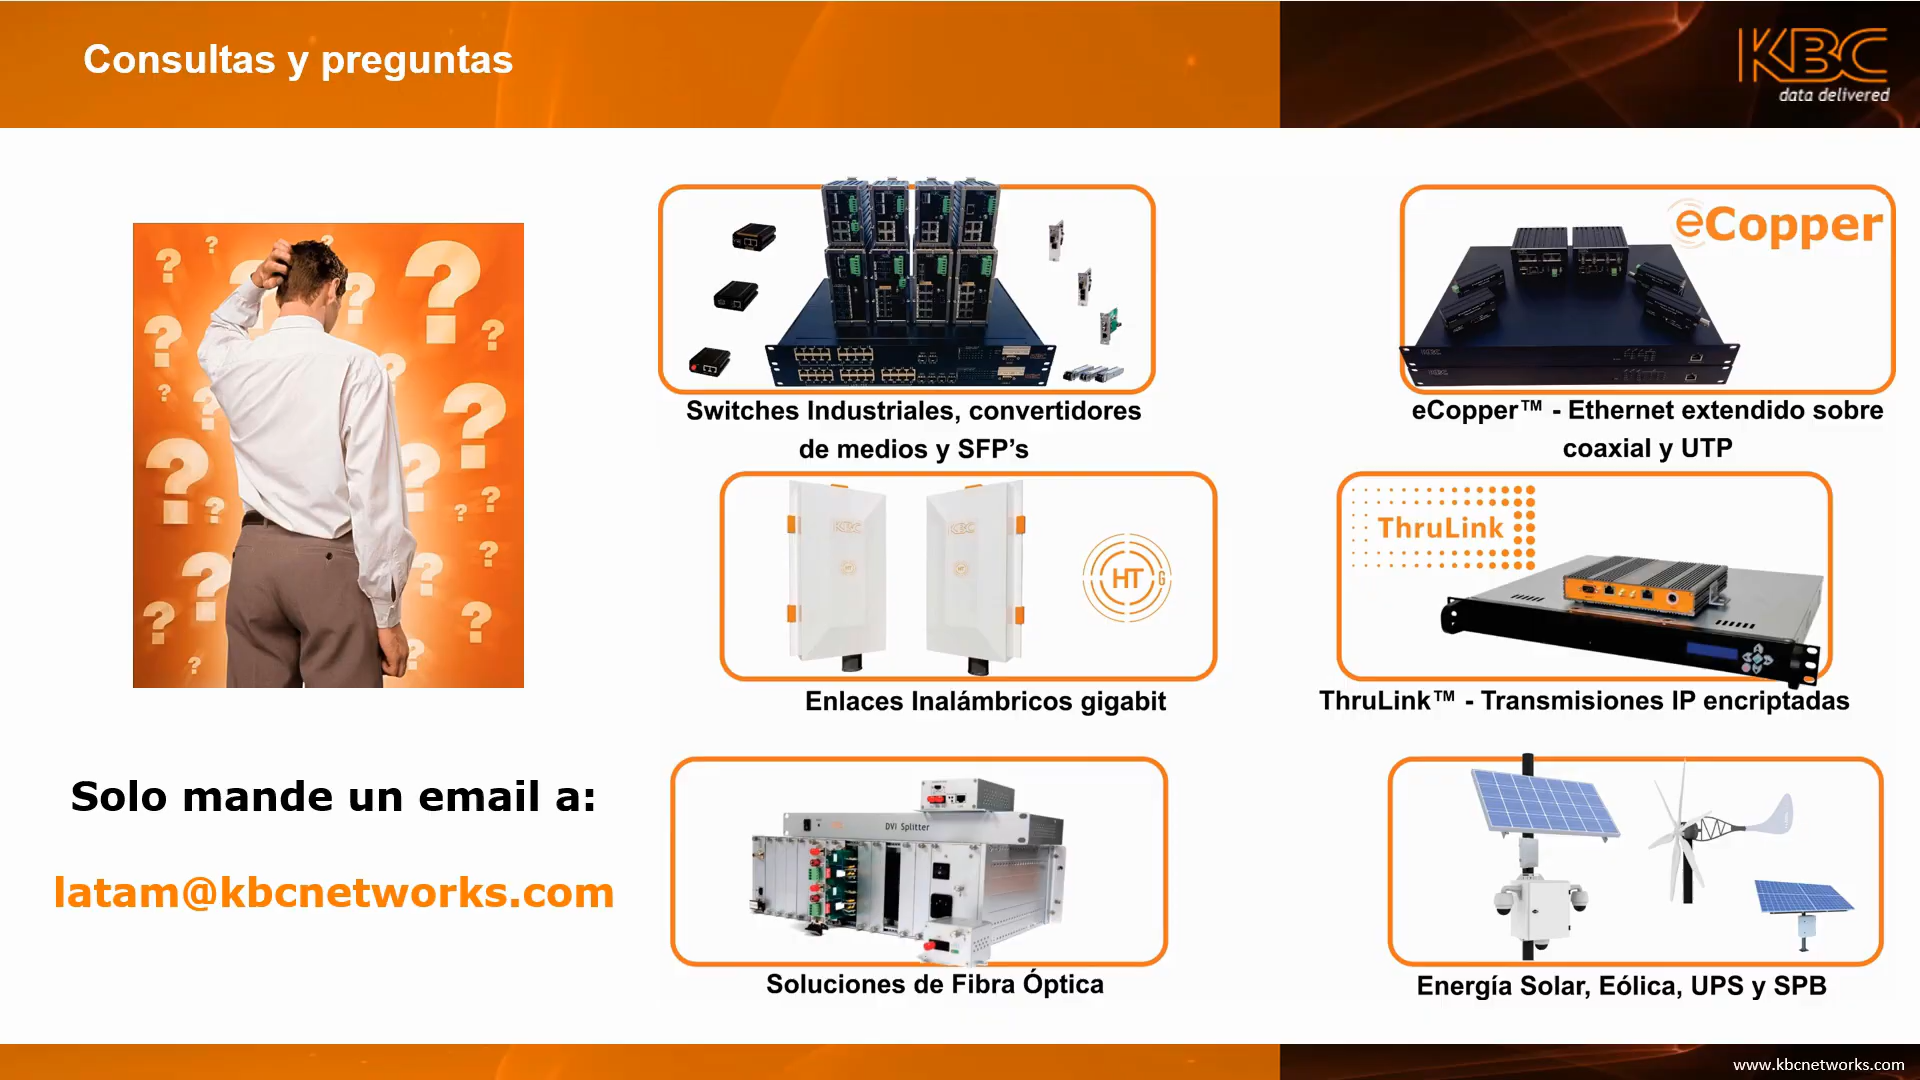 Consultas y preguntas
KBC
data delivered
eCopper
Switches Industriales, convertidores
de medios y SFP’s
eCopper™ - Ethernet extendido sobre
coaxial y UTP
KBC
KBC
HT G
ThruLink
Enlaces Inalámbricos gigabit
ThruLink™ - Transmisiones IP encriptadas
Solo mande un email a:
latam@kbcnetworks.com
DVI Splitter
Soluciones de Fibra Óptica
Energía Solar, Eólica, UPS y SPB
www.kbcnetworks.com